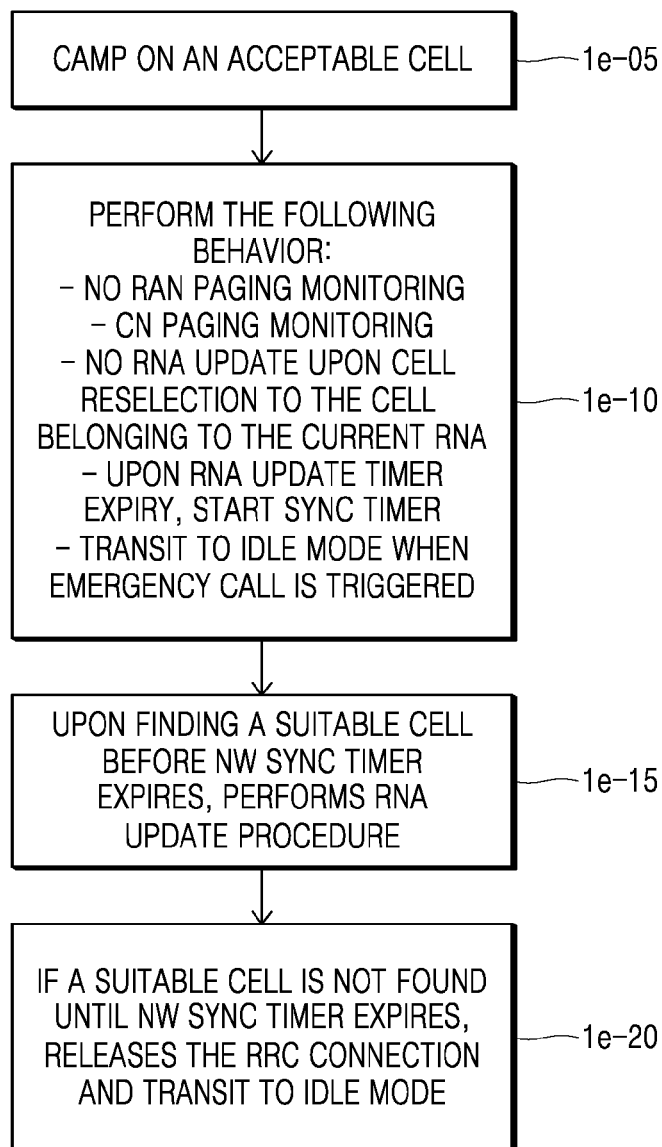 CAMP ON AN ACCEPTABLE CELL
1e-05
PERFORM THE FOLLOWING
BEHAVIOR:
– NO RAN PAGING MONITORING
– CN PAGING MONITORING
– NO RNA UPDATE UPON CELL
RESELECTION TO THE CELL
BELONGING TO THE CURRENT RNA
– UPON RNA UPDATE TIMER
EXPIRY, START SYNC TIMER
– TRANSIT TO IDLE MODE WHEN
EMERGENCY CALL IS TRIGGERED
1e-10
UPON FINDING A SUITABLE CELL
BEFORE NW SYNC TIMER
EXPIRES, PERFORMS RNA
UPDATE PROCEDURE
1e-15
IF A SUITABLE CELL IS NOT FOUND
UNTIL NW SYNC TIMER EXPIRES,
RELEASES THE RRC CONNECTION
AND TRANSIT TO IDLE MODE
1e-20